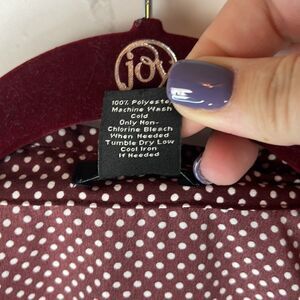 joy
100% Polyester
Machine Wash
Cold
Only Non-
Chlorine Bleach
When Needed
Tumble Dry Low
Cool Iron
If Needed